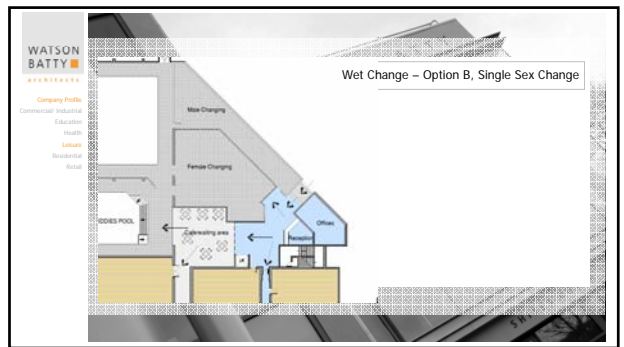 WATSON
BATTY
architects
Company Profile
Commercial/ Industrial
Education
Health
Leisure
Residential
Retail
Wet Change – Option B, Single Sex Change
Male Changing
Female Changing
Offices
Reception
Cafe/waiting area
DDIES POOL